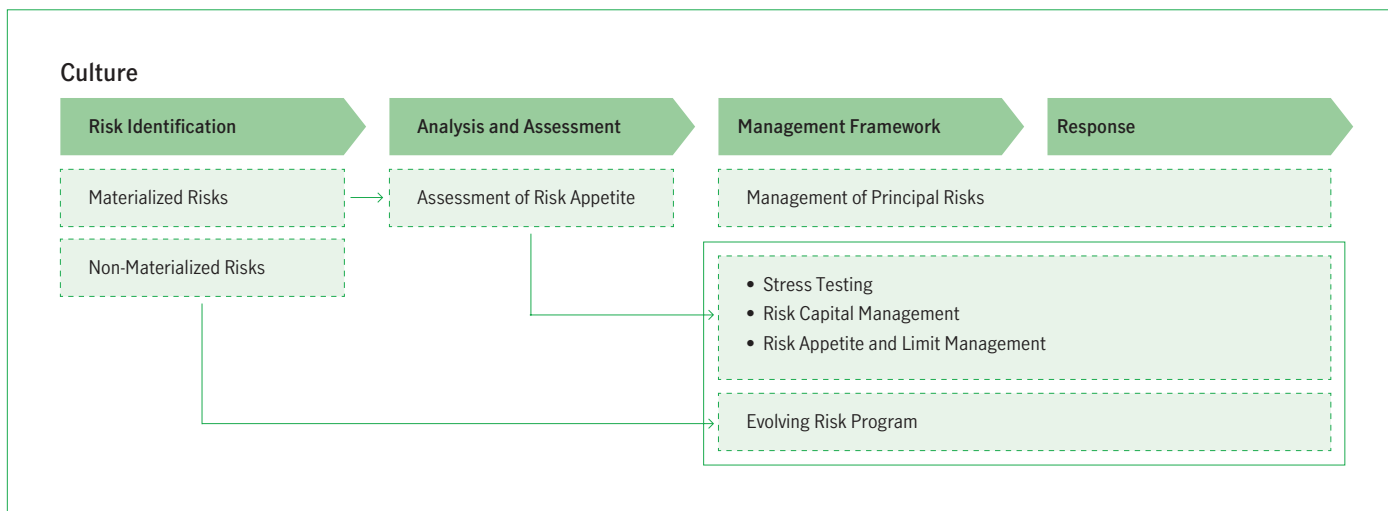 Culture
Risk Identification
Analysis and Assessment
Management Framework
Response
Materialized Risks
Assessment of Risk Appetite
Management of Principal Risks
Non-Materialized Risks
• Stress Testing
• Risk Capital Management
• Risk Appetite and Limit Management
Evolving Risk Program